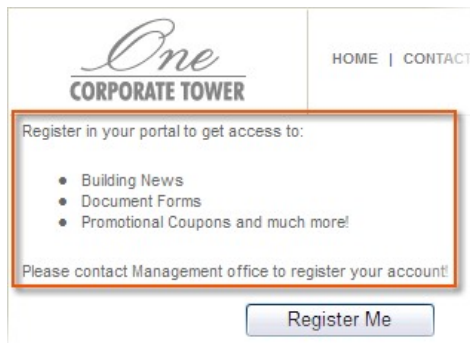 One
CORPORATE TOWER
HOME | CONTACT
Register in your portal to get access to:
● Building News
● Document Forms
● Promotional Coupons and much more!
Please contact Management office to register your account!
Register Me